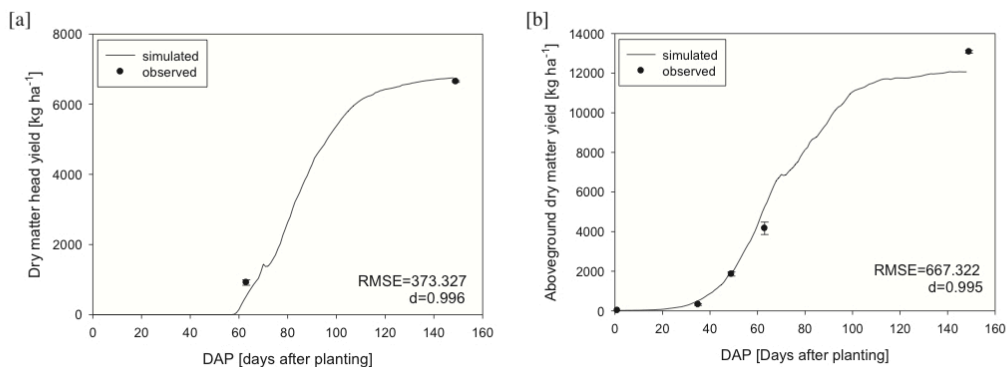 [a]
8000
6000
4000
2000
0
Dry matter head yield [kg ha⁻¹]
simulated
observed
RMSE=373.327
d=0.996
0 20 40 60 80 100 120 140 160
DAP [days after planting]
[b]
14000
12000
10000
8000
6000
4000
2000
0
Aboveground dry matter yield [kg ha⁻¹]
simulated
observed
RMSE=667.322
d=0.995
0 20 40 60 80 100 120 140 160
DAP [Days after planting]